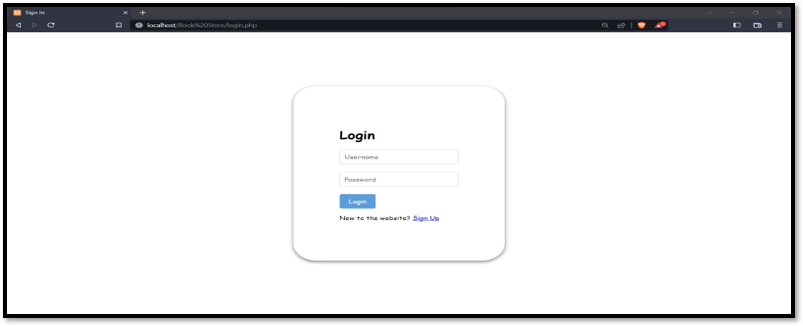 Sign In
localhost/Book%20Store/login.php
Login
Username
Password
Login
New to the website? Sign Up